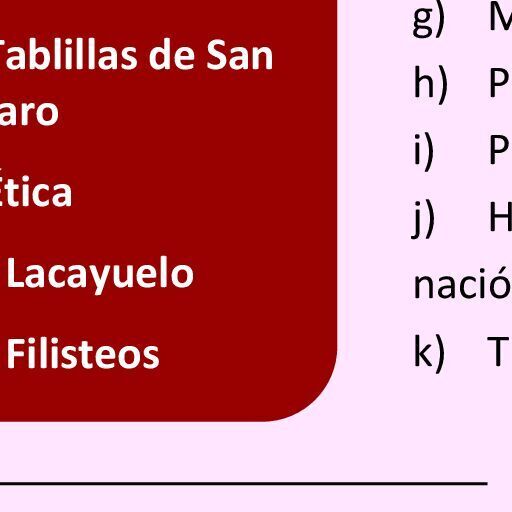 Tablillas de San
aro
Ética
Lacayuelo
Filisteos
g) M
h) P
i) P
j) H
nació
k) T